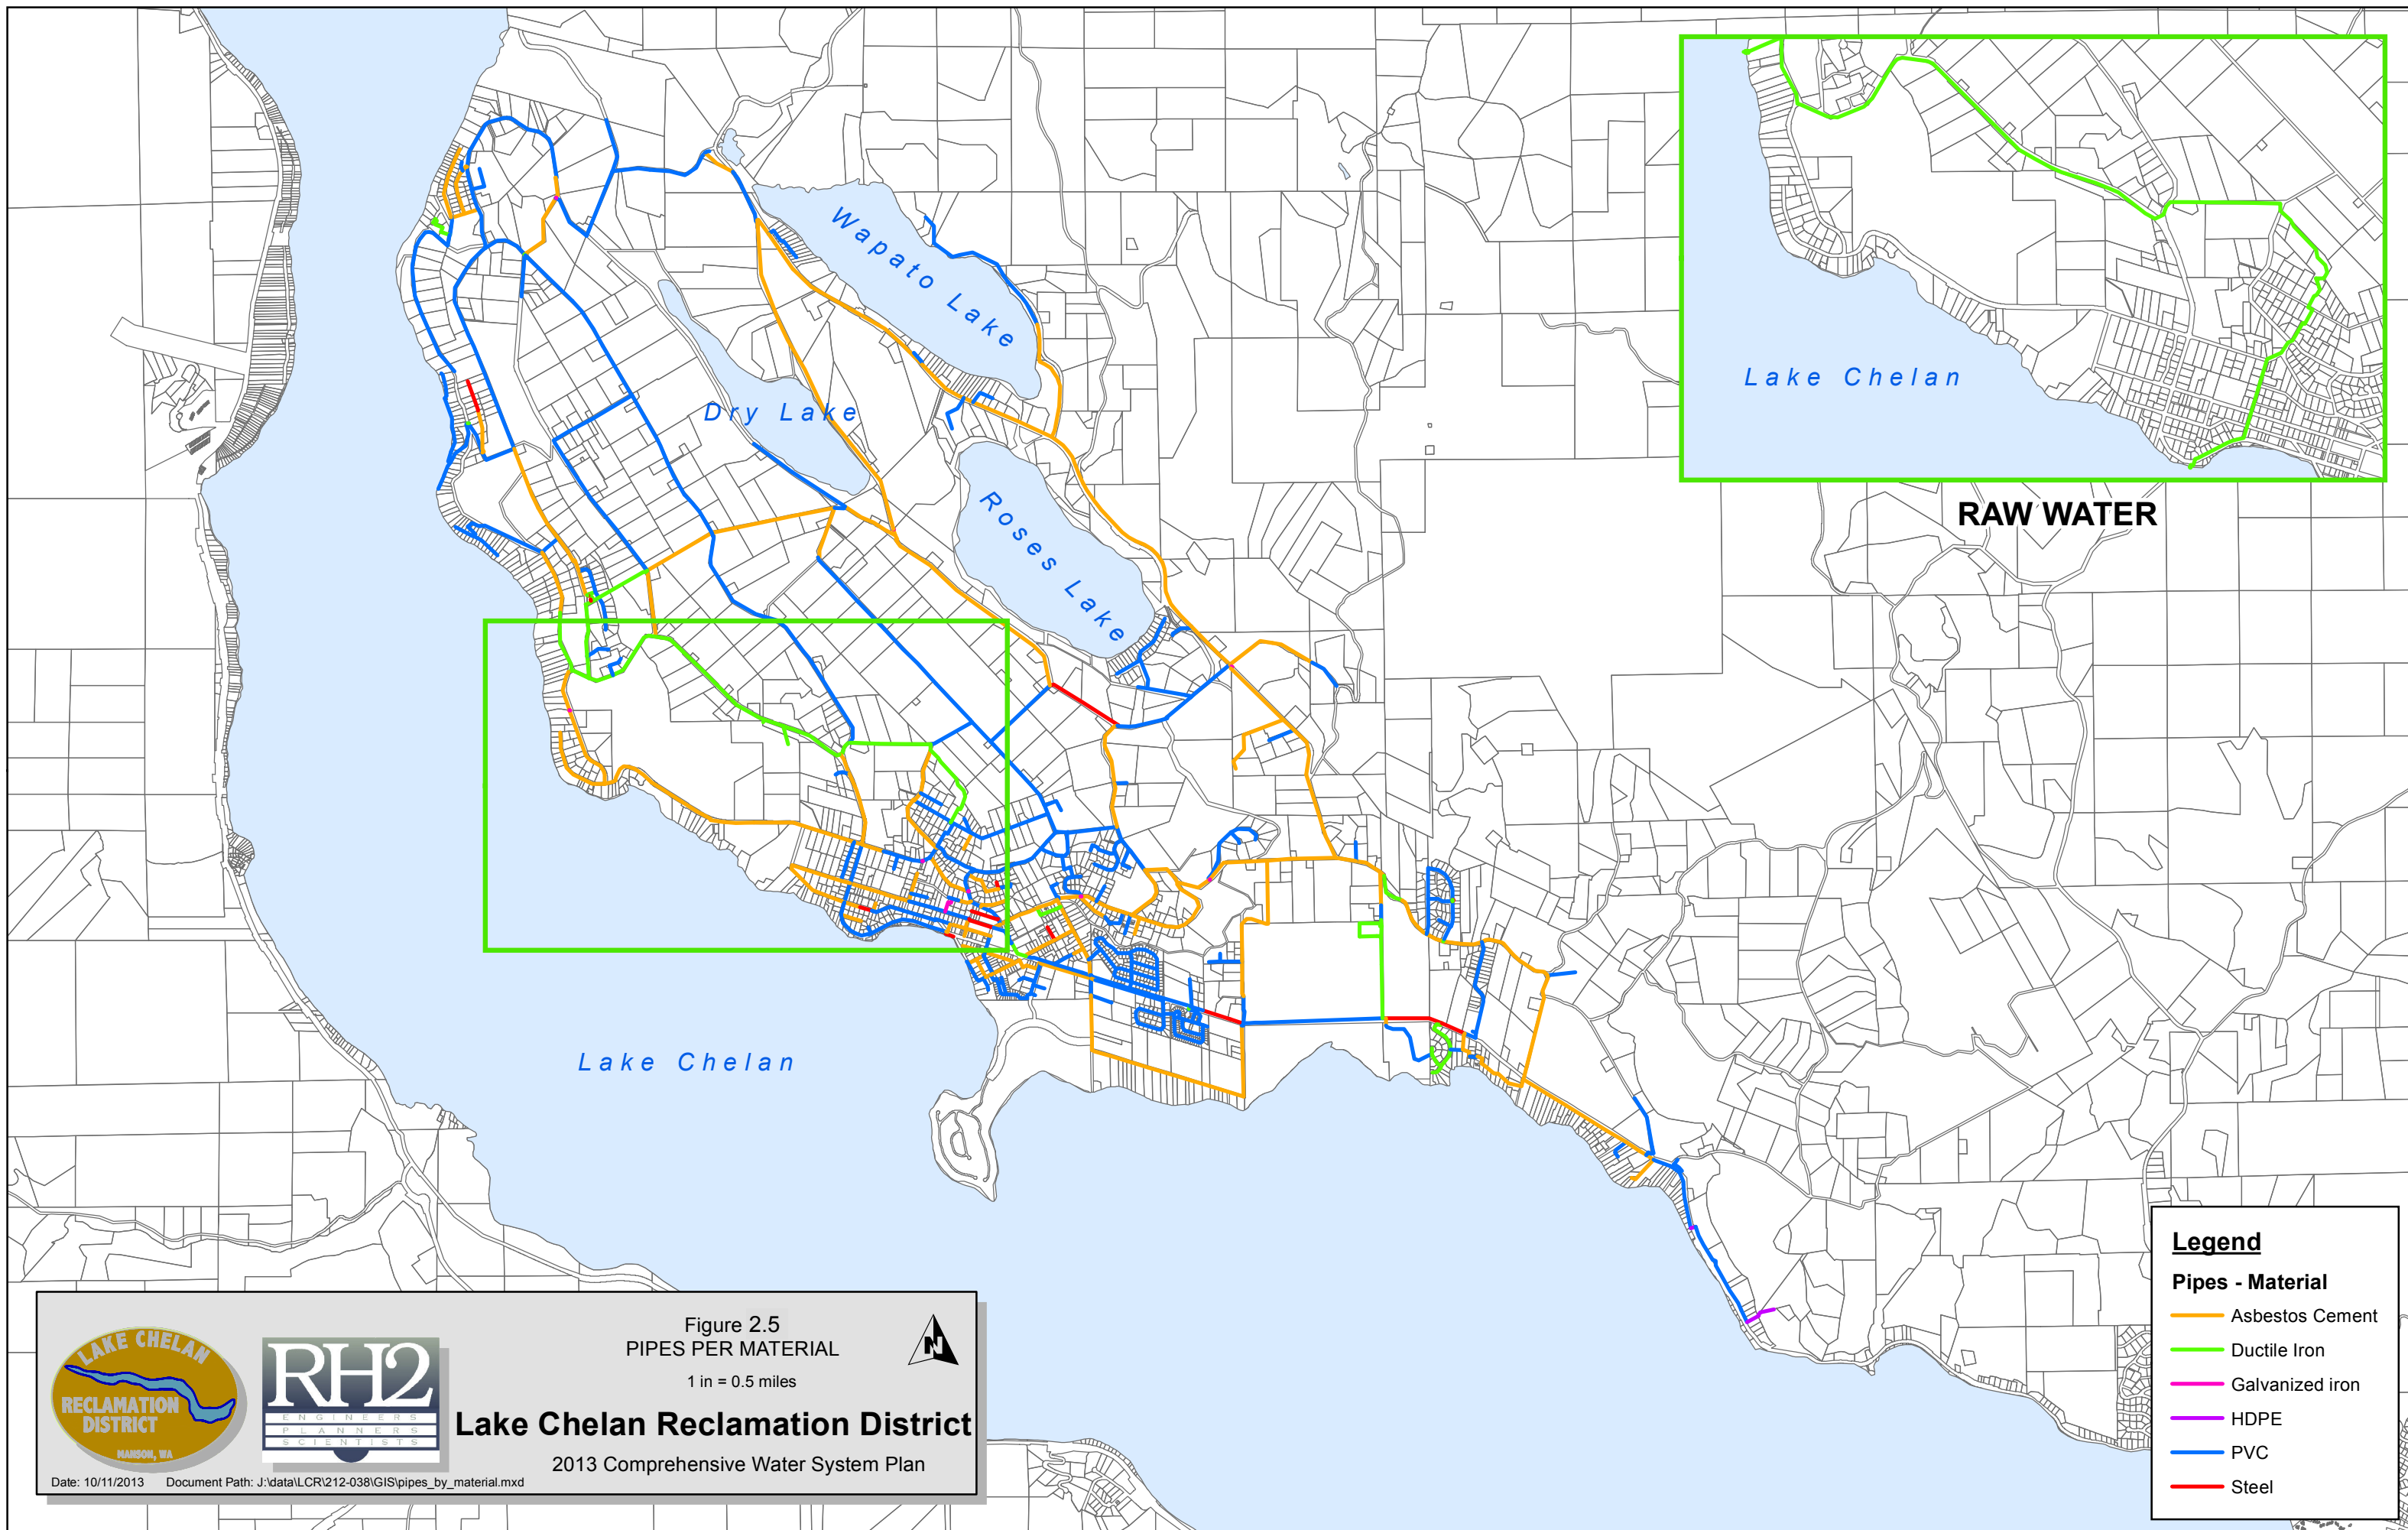 Wapato Lake
Dry Lake
Roses Lake
Lake Chelan
Lake Chelan
RAW WATER
Legend
Pipes - Material
Asbestos Cement
Ductile Iron
Galvanized iron
HDPE
PVC
Steel
LAKE CHELAN
RECLAMATION
DISTRICT
MANSON, WA
RH2
ENGINEERS
PLANNERS
SCIENTISTS
Figure 2.5
PIPES PER MATERIAL
1 in = 0.5 miles
N
Lake Chelan Reclamation District
2013 Comprehensive Water System Plan
Date: 10/11/2013 Document Path: J:\data\LCR\212-038\GIS\pipes_by_material.mxd